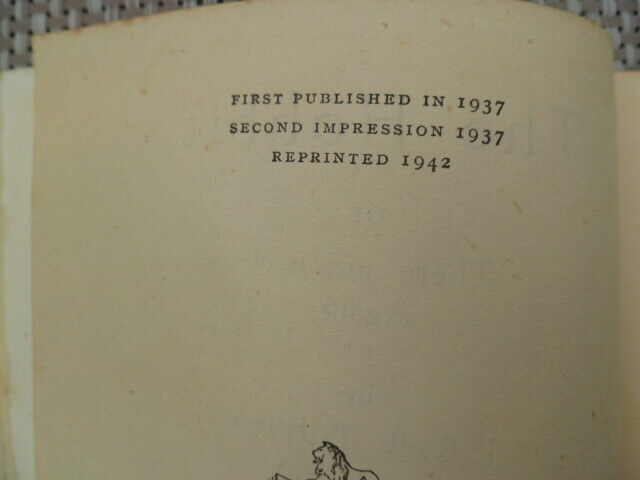 FIRST PUBLISHED IN 1937
SECOND IMPRESSION 1937
REPRINTED 1942